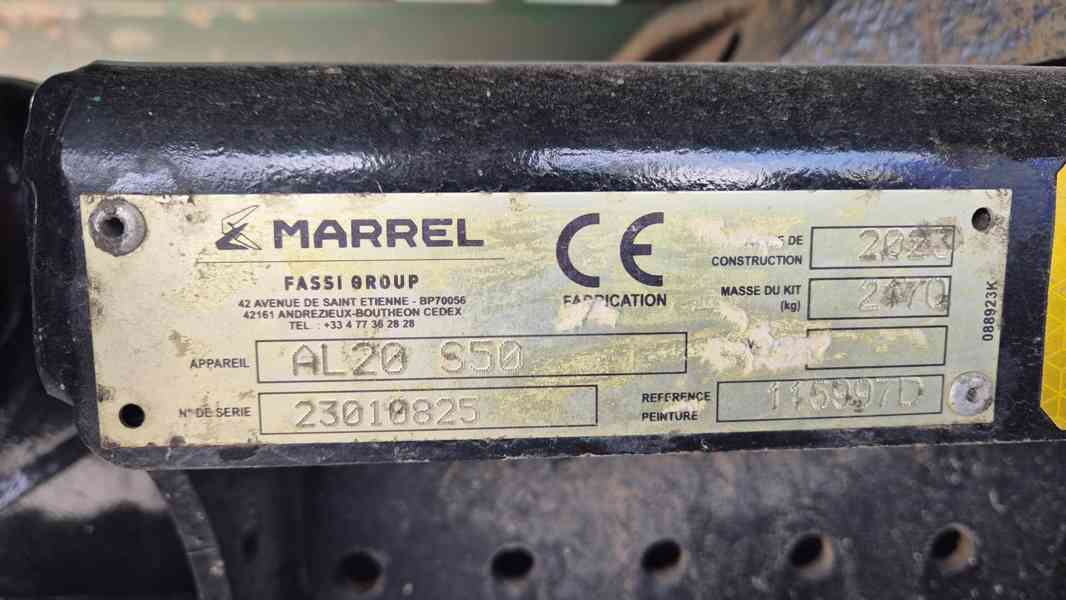 MARREL
FASSI GROUP
42 AVENUE DE SAINT ETIENNE - BP70056
42161 ANDREZIEUX-BOUTHEON CEDEX
TEL. : +33 4 77 36 28 28
CE
FABRICATION
APPAREIL AL20 S50
N° DE SERIE 23010825
DE
CONSTRUCTION 2023
MASSE DU KIT
(kg)
REFERENCE
PEINTURE
088923K